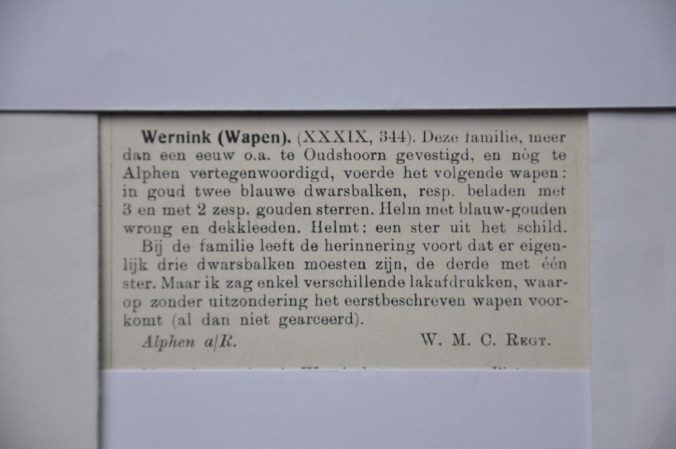 Wernink (Wapen). (XXXIX, 344). Deze familie, meer
dan een eeuw o.a. te Oudshoorn gevestigd, en nòg te
Alphen vertegenwoordigd, voerde het volgende wapen:
in goud twee blauwe dwarsbalken, resp. beladen met
3 en met 2 zesp. gouden sterren. Helm met blauw-gouden
wrong en dekkleeden. Helmt: een ster uit het schild.
Bij de familie leeft de herinnering voort dat er eigen-
lijk drie dwarsbalken moesten zijn, de derde met één
ster. Maar ik zag enkel verschillende lakafdrukken, waar-
op zonder uitzondering het eerstbeschreven wapen voor-
komt (al dan niet gearceerd).
Alphen a/R. W. M. C. REGT.